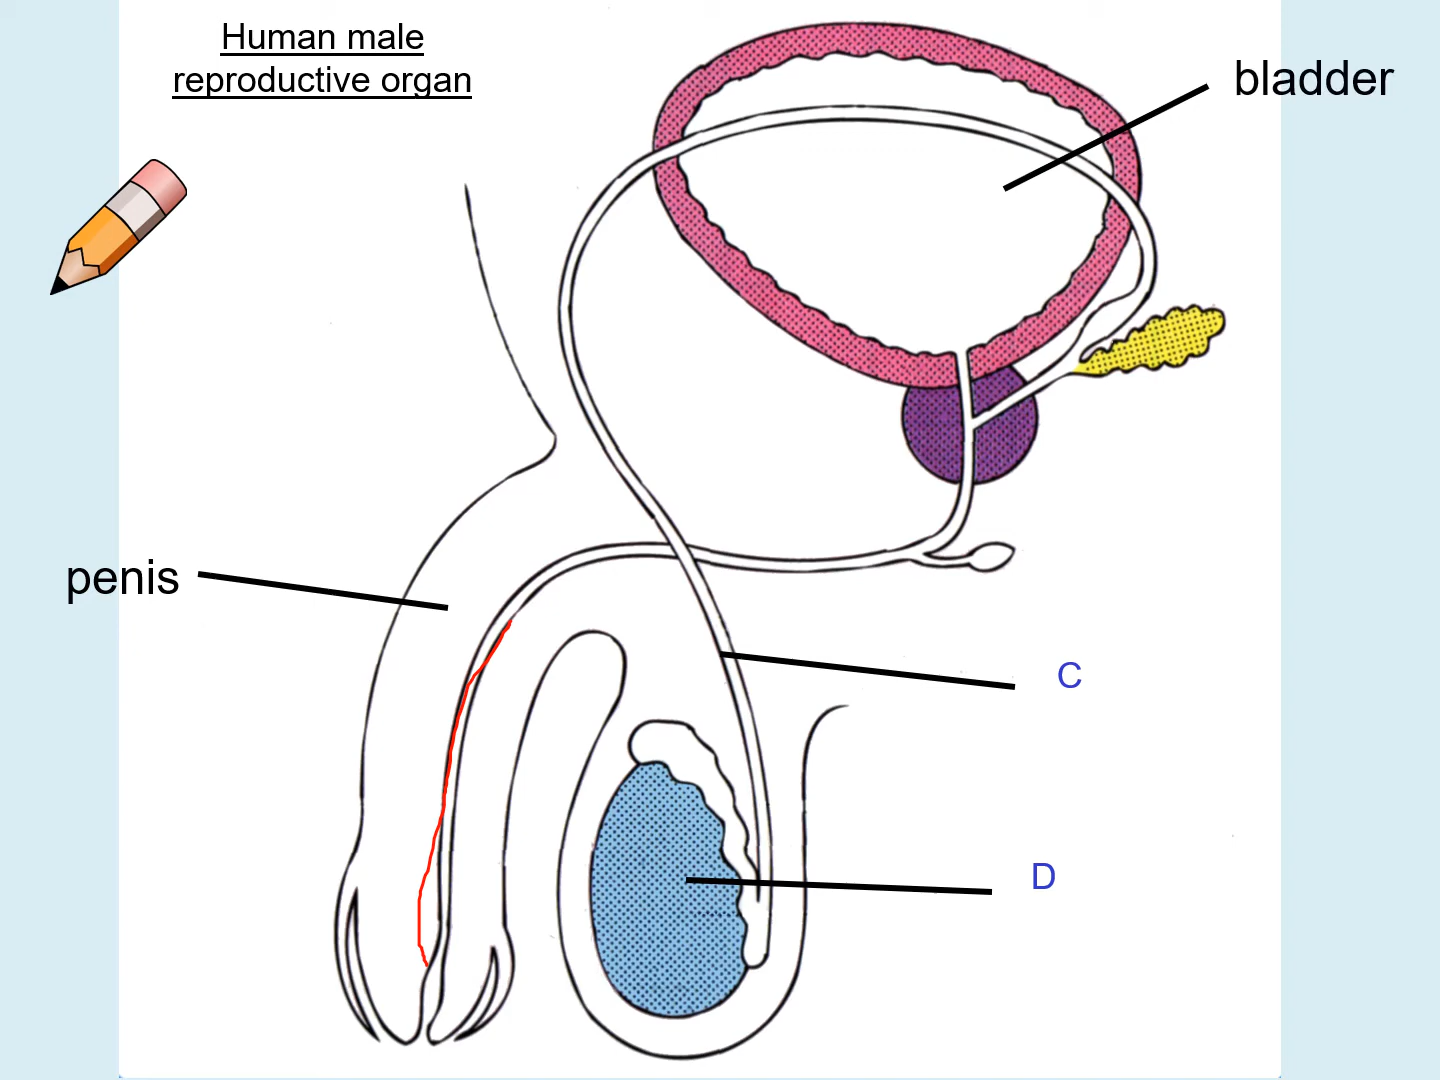 Human male
reproductive organ
bladder
penis
C
D